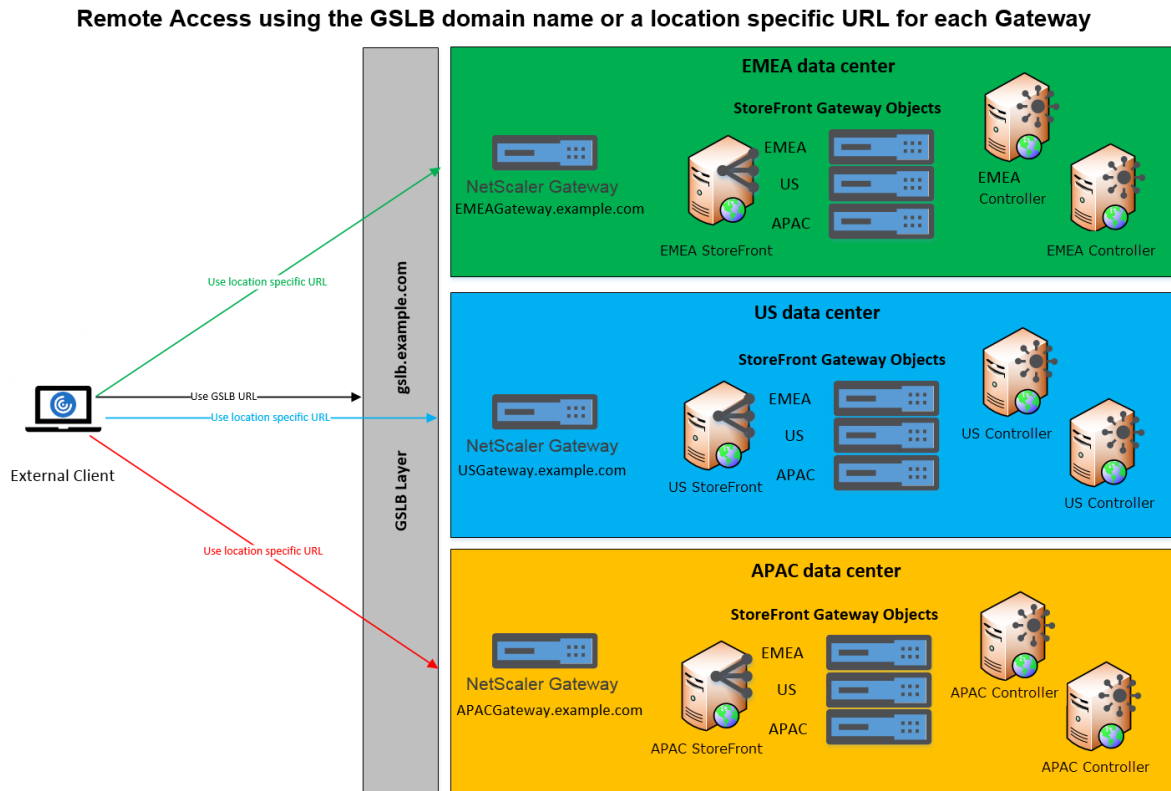 Remote Access using the GSLB domain name or a location specific URL for each Gateway
External Client
Use location specific URL
Use GSLB URL
Use location specific URL
Use location specific URL
gslb.example.com
GSLB Layer
EMEA data center
StoreFront Gateway Objects
NetScaler Gateway
EMEAGateway.example.com
EMEA StoreFront
EMEA
US
APAC
EMEA
Controller
EMEA Controller
US data center
StoreFront Gateway Objects
NetScaler Gateway
USGateway.example.com
US StoreFront
EMEA
US
APAC
US Controller
US Controller
APAC data center
StoreFront Gateway Objects
NetScaler Gateway
APACGateway.example.com
APAC StoreFront
EMEA
US
APAC
APAC Controller
APAC Controller